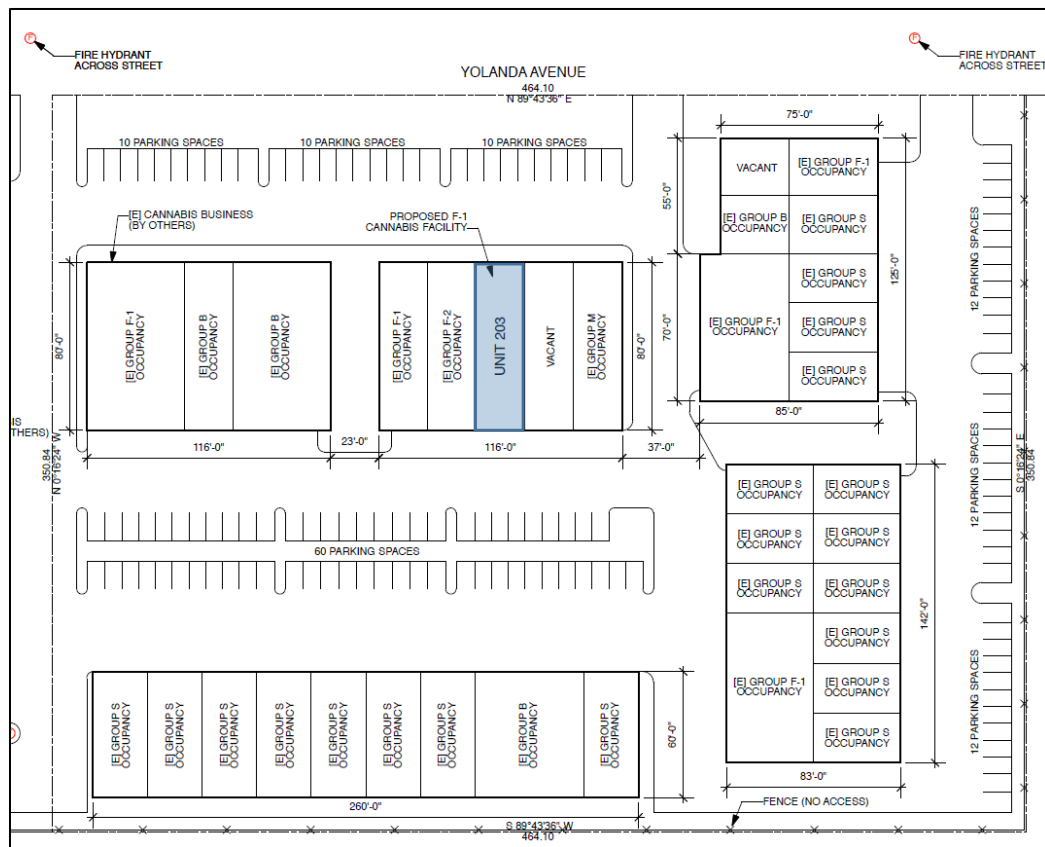 FIRE HYDRANT
ACROSS STREET
YOLANDA AVENUE
464.10
N 89°43'36" E
FIRE HYDRANT
ACROSS STREET
10 PARKING SPACES
10 PARKING SPACES
10 PARKING SPACES
75'-0"
55'-0"
VACANT
[E] GROUP F-1
OCCUPANCY
[E] GROUP B
OCCUPANCY
[E] GROUP S
OCCUPANCY
[E] GROUP S
OCCUPANCY
[E] GROUP F-1
OCCUPANCY
[E] GROUP S
OCCUPANCY
[E] GROUP S
OCCUPANCY
70'-0"
125'-0"
85'-0"
12 PARKING SPACES
[E] CANNABIS BUSINESS
(BY OTHERS)
PROPOSED F-1
CANNABIS FACILITY
80'-0"
[E] GROUP F-1
OCCUPANCY
[E] GROUP B
OCCUPANCY
[E] GROUP B
OCCUPANCY
[E] GROUP F-1
OCCUPANCY
[E] GROUP F-2
OCCUPANCY
UNIT 203
VACANT
[E] GROUP M
OCCUPANCY
80'-0"
116'-0"
23'-0"
116'-0"
37'-0"
IS
THERS)
350.84
N 0°16'24" W
S 0°16'24" E
350.84
12 PARKING SPACES
60 PARKING SPACES
[E] GROUP S
OCCUPANCY
[E] GROUP S
OCCUPANCY
[E] GROUP S
OCCUPANCY
[E] GROUP S
OCCUPANCY
[E] GROUP S
OCCUPANCY
[E] GROUP S
OCCUPANCY
[E] GROUP S
OCCUPANCY
[E] GROUP F-1
OCCUPANCY
[E] GROUP S
OCCUPANCY
[E] GROUP S
OCCUPANCY
142'-0"
83'-0"
12 PARKING SPACES
[E] GROUP S
OCCUPANCY
[E] GROUP S
OCCUPANCY
[E] GROUP S
OCCUPANCY
[E] GROUP S
OCCUPANCY
[E] GROUP S
OCCUPANCY
[E] GROUP S
OCCUPANCY
[E] GROUP S
OCCUPANCY
[E] GROUP B
OCCUPANCY
[E] GROUP S
OCCUPANCY
60'-0"
260'-0"
FENCE (NO ACCESS)
S 89°43'36" W
464.10